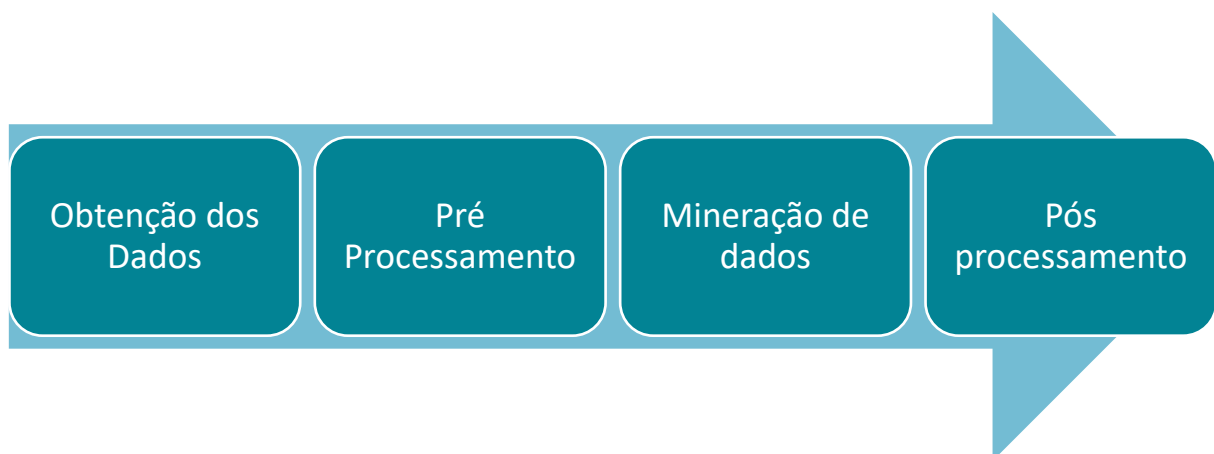 Obtenção dos
Dados
Pré
Processamento
Mineração de
dados
Pós
processamento